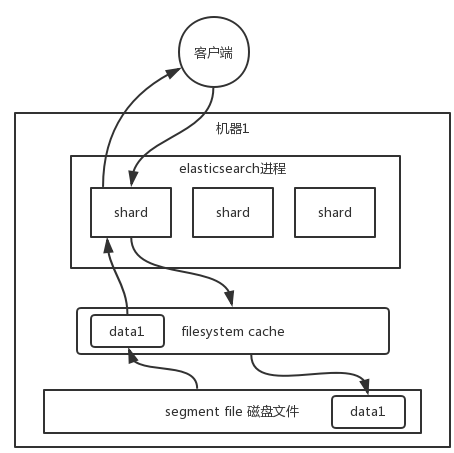 客户端
机器1
elasticsearch进程
shard
shard
shard
data1
filesystem cache
segment file 磁盘文件
data1